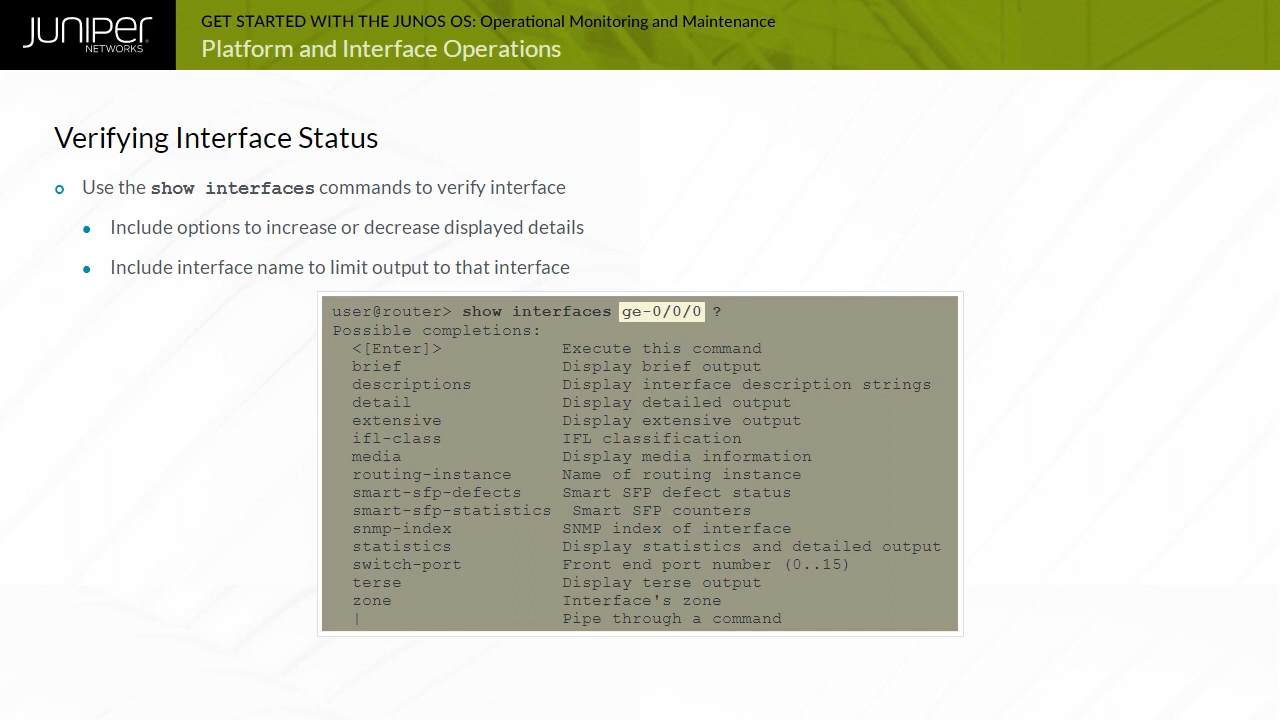 JUNIPER
NETWORKS
GET STARTED WITH THE JUNOS OS: Operational Monitoring and Maintenance
Platform and Interface Operations
Verifying Interface Status
Use the show interfaces commands to verify interface
Include options to increase or decrease displayed details
Include interface name to limit output to that interface
user@router> show interfaces ge-0/0/0 ?
Possible completions:
<[Enter]> Execute this command
brief Display brief output
descriptions Display interface description strings
detail Display detailed output
extensive Display extensive output
ifl-class IFL classification
media Display media information
routing-instance Name of routing instance
smart-sfp-defects Smart SFP defect status
smart-sfp-statistics Smart SFP counters
snmp-index SNMP index of interface
statistics Display statistics and detailed output
switch-port Front end port number (0..15)
terse Display terse output
zone Interface's zone
| Pipe through a command